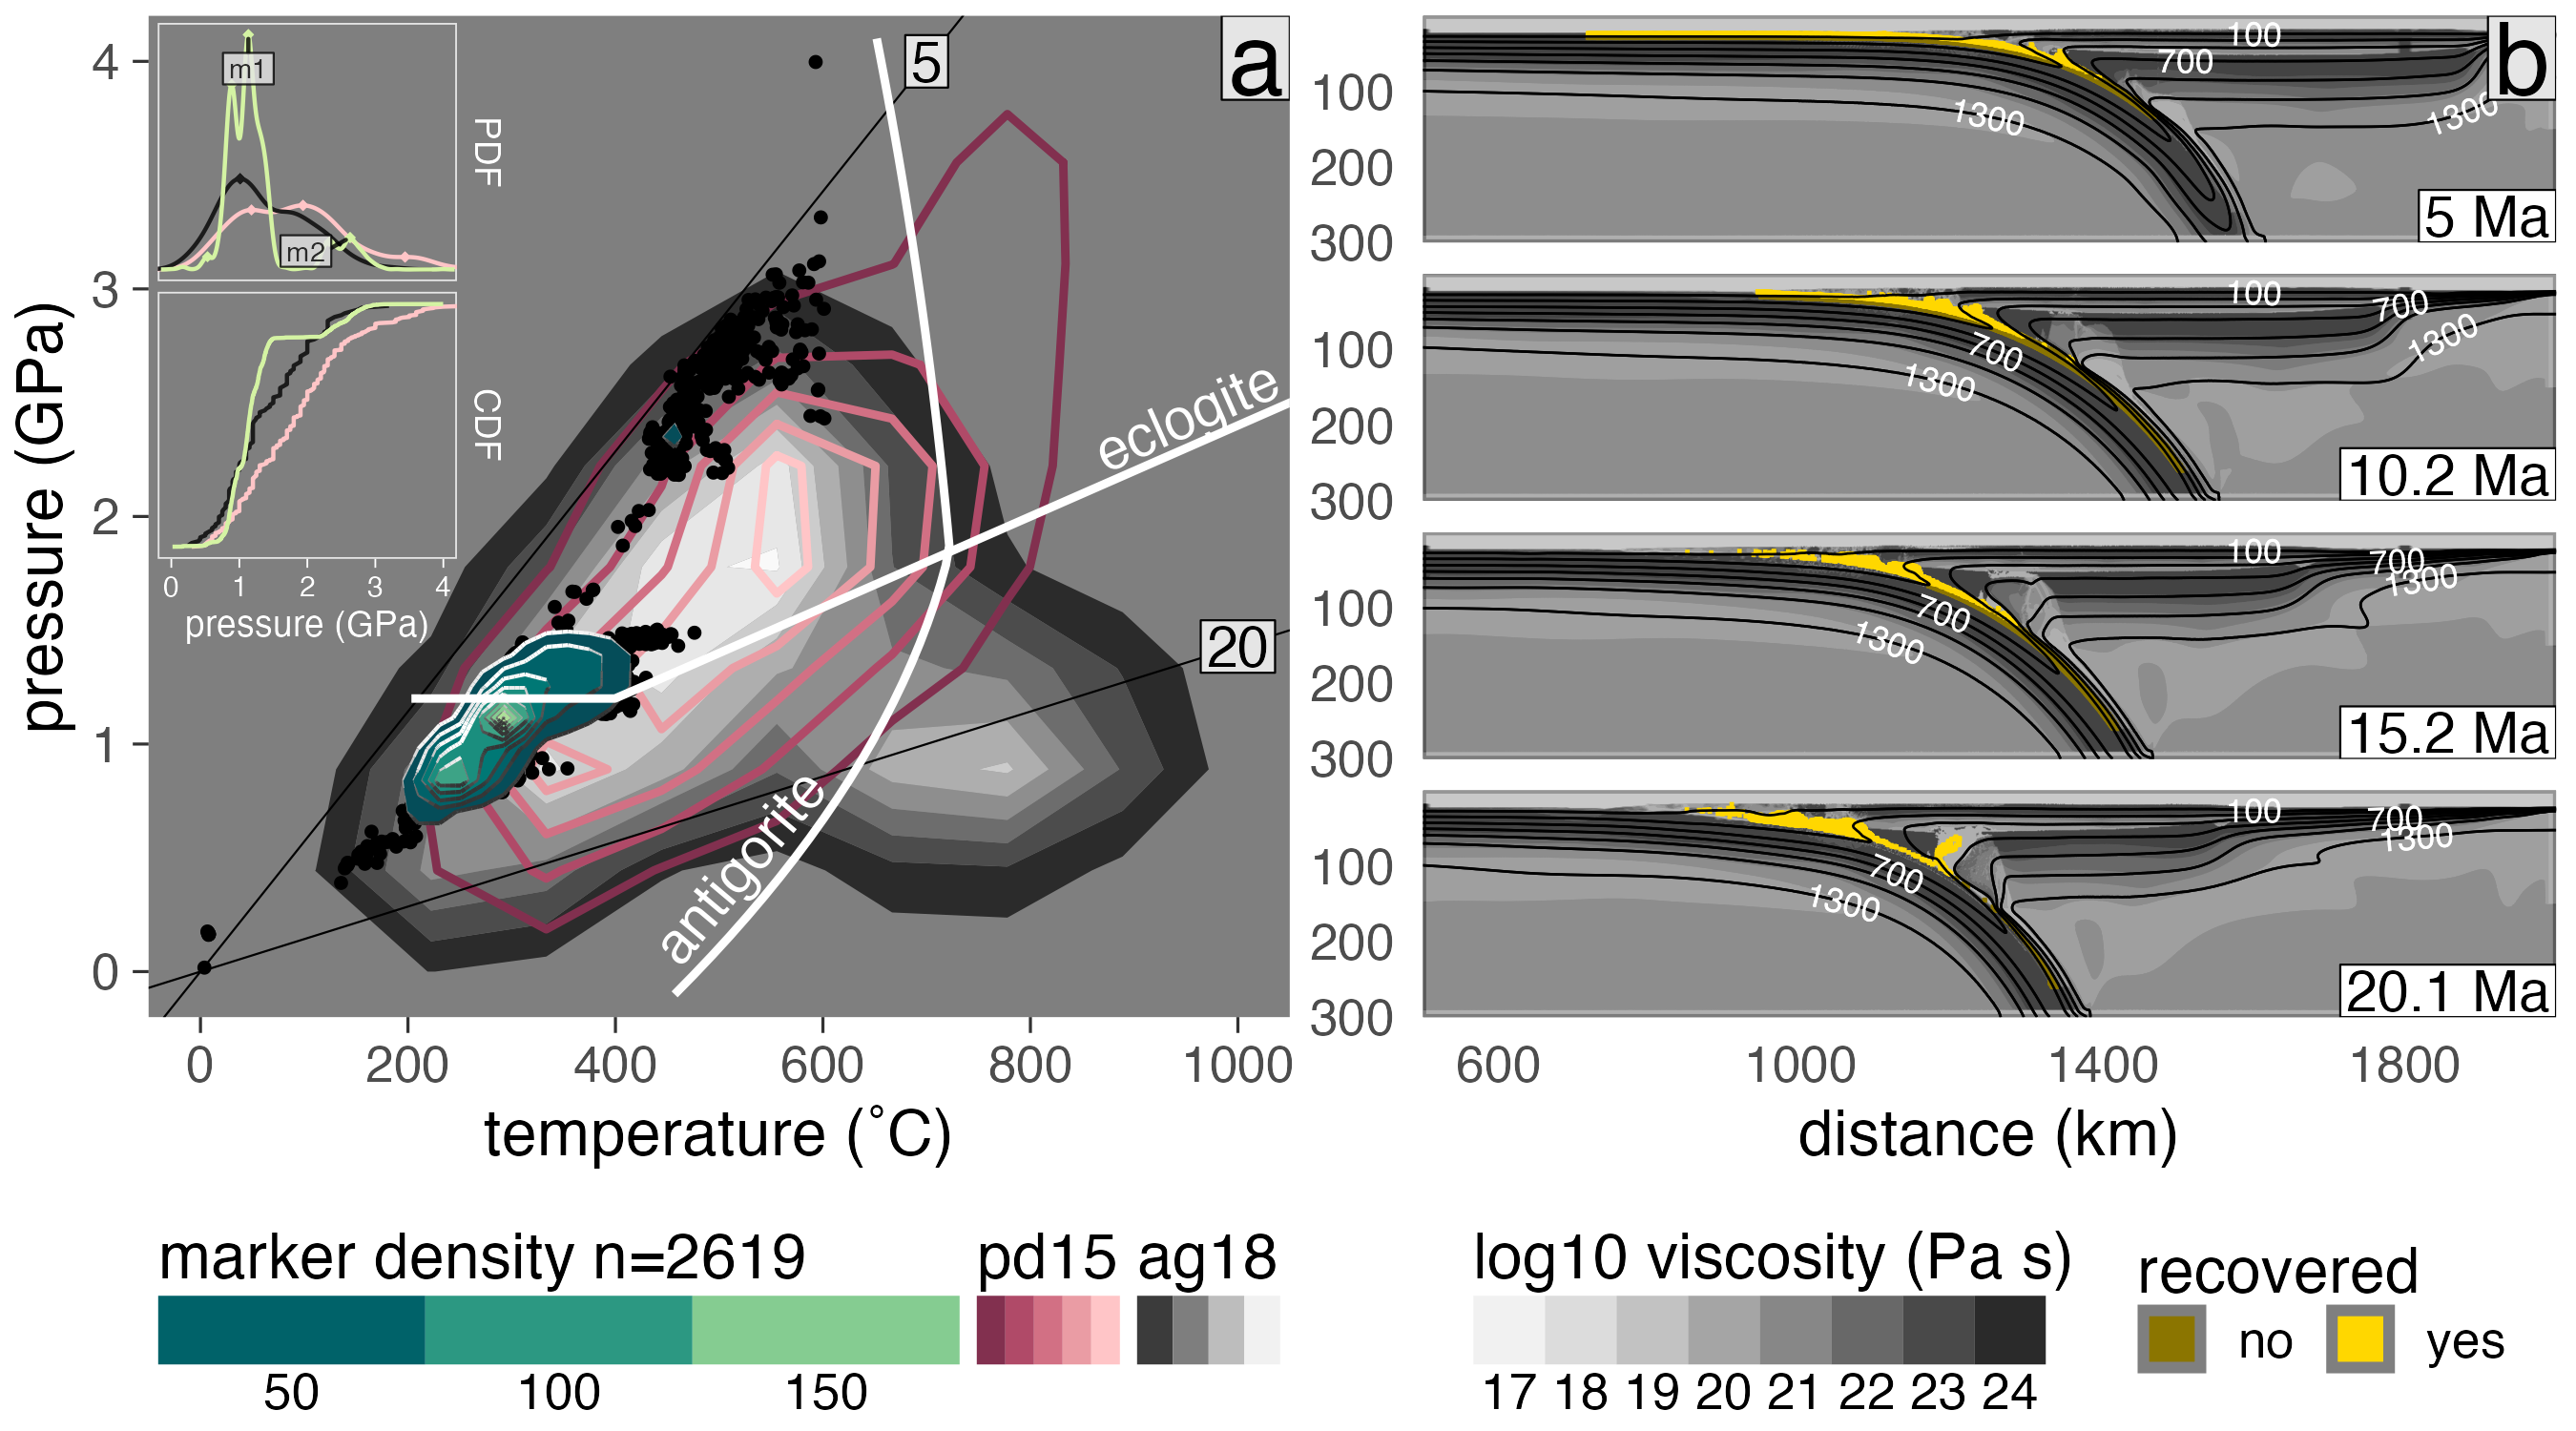 a
5
20
eclogite
antigorite
m1
m2
PDF
CDF
0 1 2 3 4
pressure (GPa)
4
3
2
1
0
pressure (GPa)
0 200 400 600 800 1000
temperature (˚C)
b
100
700
1300
1300
5 Ma
100
200
300
100
700
700
1300
1300
10.2 Ma
100
200
300
100
700
1300
700
1300
15.2 Ma
100
200
300
100
700
1300
700
1300
20.1 Ma
100
200
300
600 1000 1400 1800
distance (km)
marker density n=2619
50 100 150
pd15 ag18
log10 viscosity (Pa s)
17 18 19 20 21 22 23 24
recovered
no yes